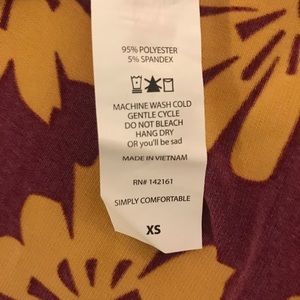 95% POLYESTER
5% SPANDEX
MACHINE WASH COLD
GENTLE CYCLE
DO NOT BLEACH
HANG DRY
OR you'll be sad
MADE IN VIETNAM
RN# 142161
SIMPLY COMFORTABLE
XS